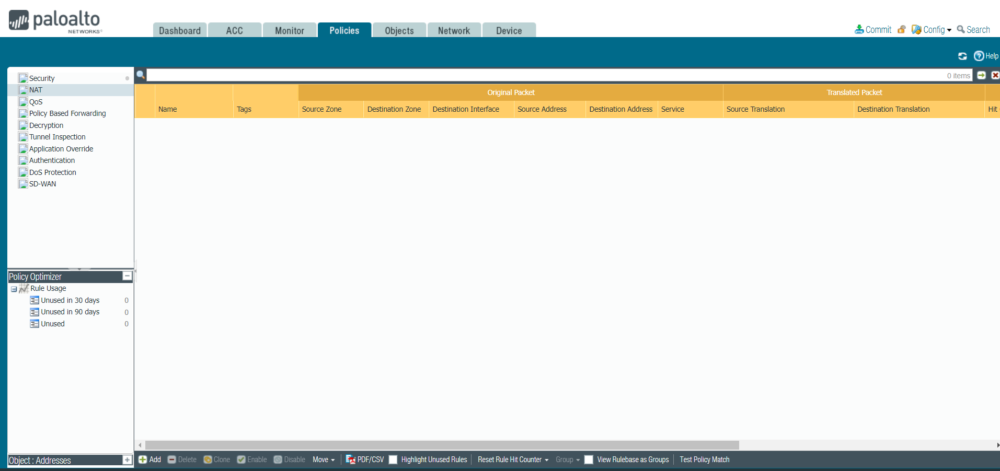 paloalto
NETWORKS®
Dashboard ACC Monitor Policies Objects Network Device
Commit Config Search
Help
Security
NAT
QoS
Policy Based Forwarding
Decryption
Tunnel Inspection
Application Override
Authentication
DoS Protection
SD-WAN
Policy Optimizer
Rule Usage
Unused in 30 days 0
Unused in 90 days 0
Unused 0
Object : Addresses
0 items
Original Packet Translated Packet
Name Tags Source Zone Destination Zone Destination Interface Source Address Destination Address Service Source Translation Destination Translation Hit
Add Delete Clone Enable Disable Move PDF/CSV Highlight Unused Rules Reset Rule Hit Counter Group View Rulebase as Groups Test Policy Match